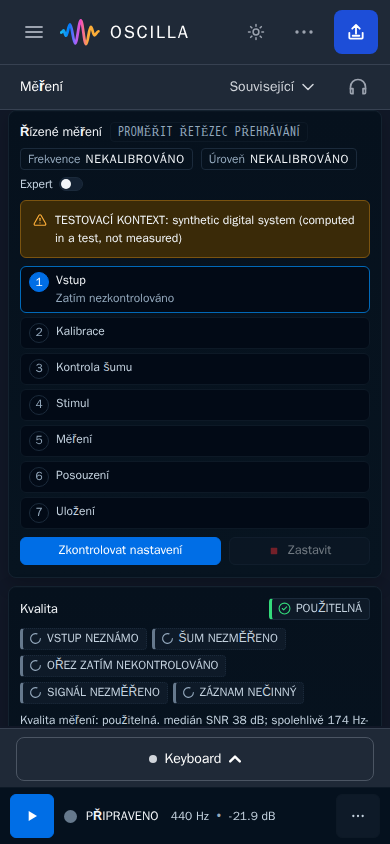 OSCILLA
Měření
Související
Řízené měření PROMĚŘIT ŘETĚZEC PŘEHRÁVÁNÍ
Frekvence NEKALIBROVÁNO Úroveň NEKALIBROVÁNO
Expert
TESTOVACÍ KONTEXT: synthetic digital system (computed
in a test, not measured)
1 Vstup
Zatím nezkontrolováno
2 Kalibrace
3 Kontrola šumu
4 Stimul
5 Měření
6 Posouzení
7 Uložení
Zkontrolovat nastavení Zastavit
Kvalita POUŽITELNÁ
VSTUP NEZNÁMO ŠUM NEZMĚŘENO
OŘEZ ZATÍM NEKONTROLOVÁNO
SIGNÁL NEZMĚŘENO ZÁZNAM NEČINNÝ
Kvalita měření: použitelná. medián SNR 38 dB; spolehlivě 174 Hz-
Keyboard
PŘIPRAVENO 440 Hz • -21.9 dB